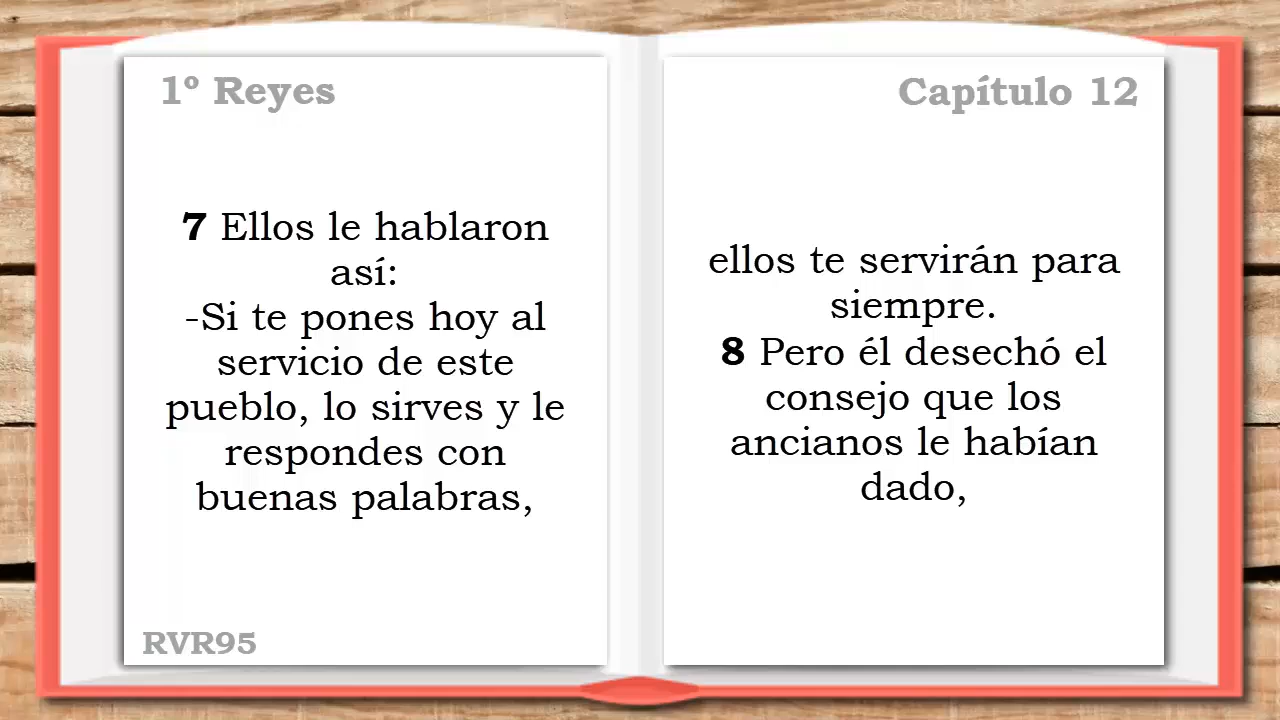 1º Reyes
7 Ellos le hablaron
así:
-Si te pones hoy al
servicio de este
pueblo, lo sirves y le
respondes con
buenas palabras,
RVR95
Capítulo 12
ellos te servirán para
siempre.
8 Pero él desechó el
consejo que los
ancianos le habían
dado,